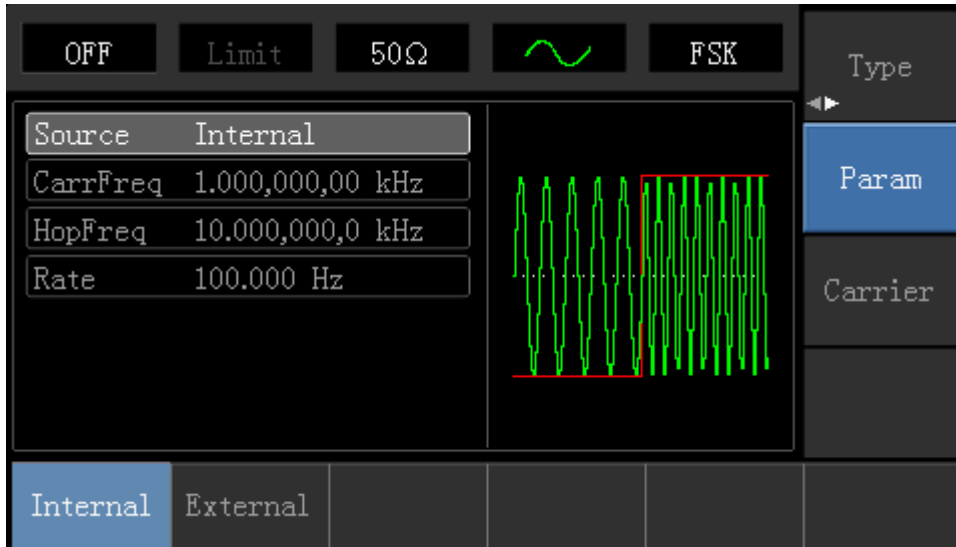 OFF Limit 50Ω FSK
Type
Source Internal
CarrFreq 1.000,000,00 kHz
HopFreq 10.000,000,0 kHz
Rate 100.000 Hz
Param
Carrier
Internal External